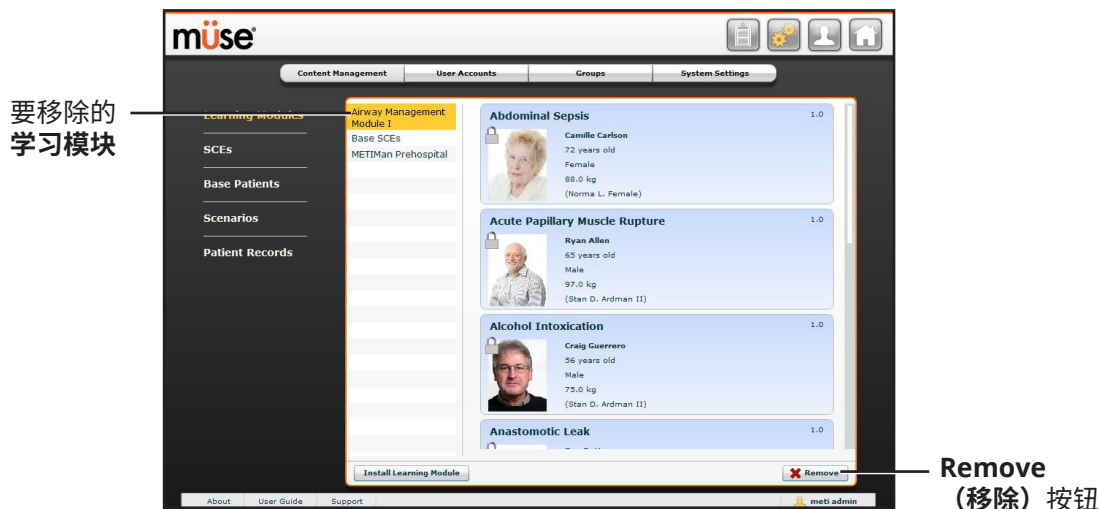 müse
Content Management
User Accounts
Groups
System Settings
要移除的
学习模块
Learning Modules
SCEs
Base Patients
Scenarios
Patient Records
Airway Management
Module I
Base SCEs
METIMan Prehospital
Abdominal Sepsis 1.0
Camille Carlson
72 years old
Female
88.0 kg
(Norma L. Female)
Acute Papillary Muscle Rupture 1.0
Ryan Allen
65 years old
Male
97.0 kg
(Stan D. Ardman II)
Alcohol Intoxication 1.0
Craig Guerrero
56 years old
Male
75.0 kg
(Stan D. Ardman II)
Anastomotic Leak 1.0
Install Learning Module
Remove
Remove
（移除）按钮
About
User Guide
Support
meti admin